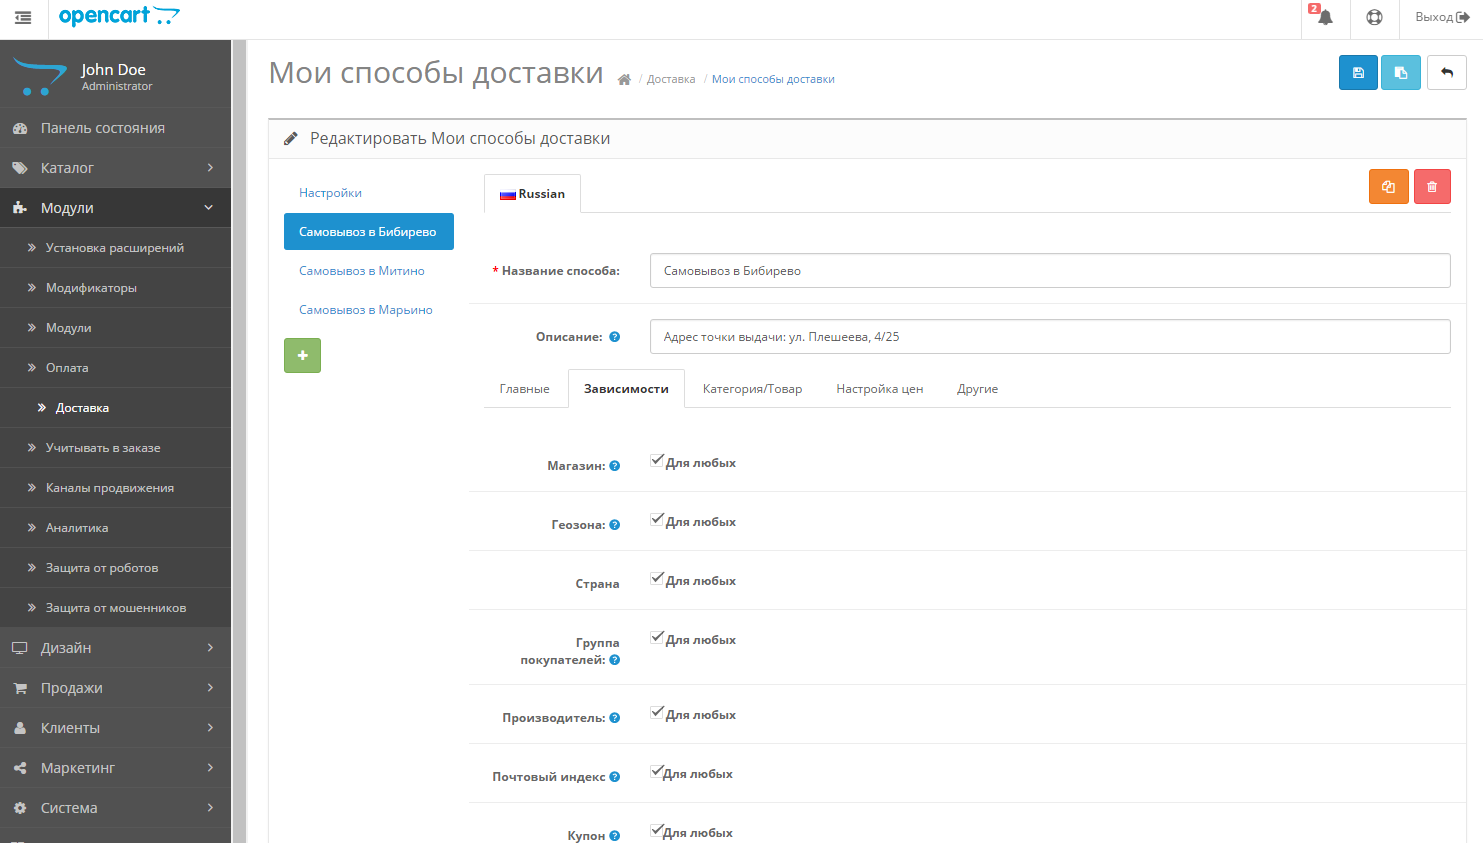 opencart
2
Выход
John Doe
Administrator
Панель состояния
Каталог
Модули
Установка расширений
Модификаторы
Модули
Оплата
Доставка
Учитывать в заказе
Каналы продвижения
Аналитика
Защита от роботов
Защита от мошенников
Дизайн
Продажи
Клиенты
Маркетинг
Система
Мои способы доставки
/ Доставка / Мои способы доставки
Редактировать Мои способы доставки
Настройки
Самовывоз в Бибирево
Самовывоз в Митино
Самовывоз в Марьино
Russian
* Название способа: Самовывоз в Бибирево
Описание: Адрес точки выдачи: ул. Плешеева, 4/25
Главные Зависимости Категория/Товар Настройка цен Другие
Магазин: Для любых
Геозона: Для любых
Страна Для любых
Группа
покупателей: Для любых
Производитель: Для любых
Почтовый индекс Для любых
Купон Для любых